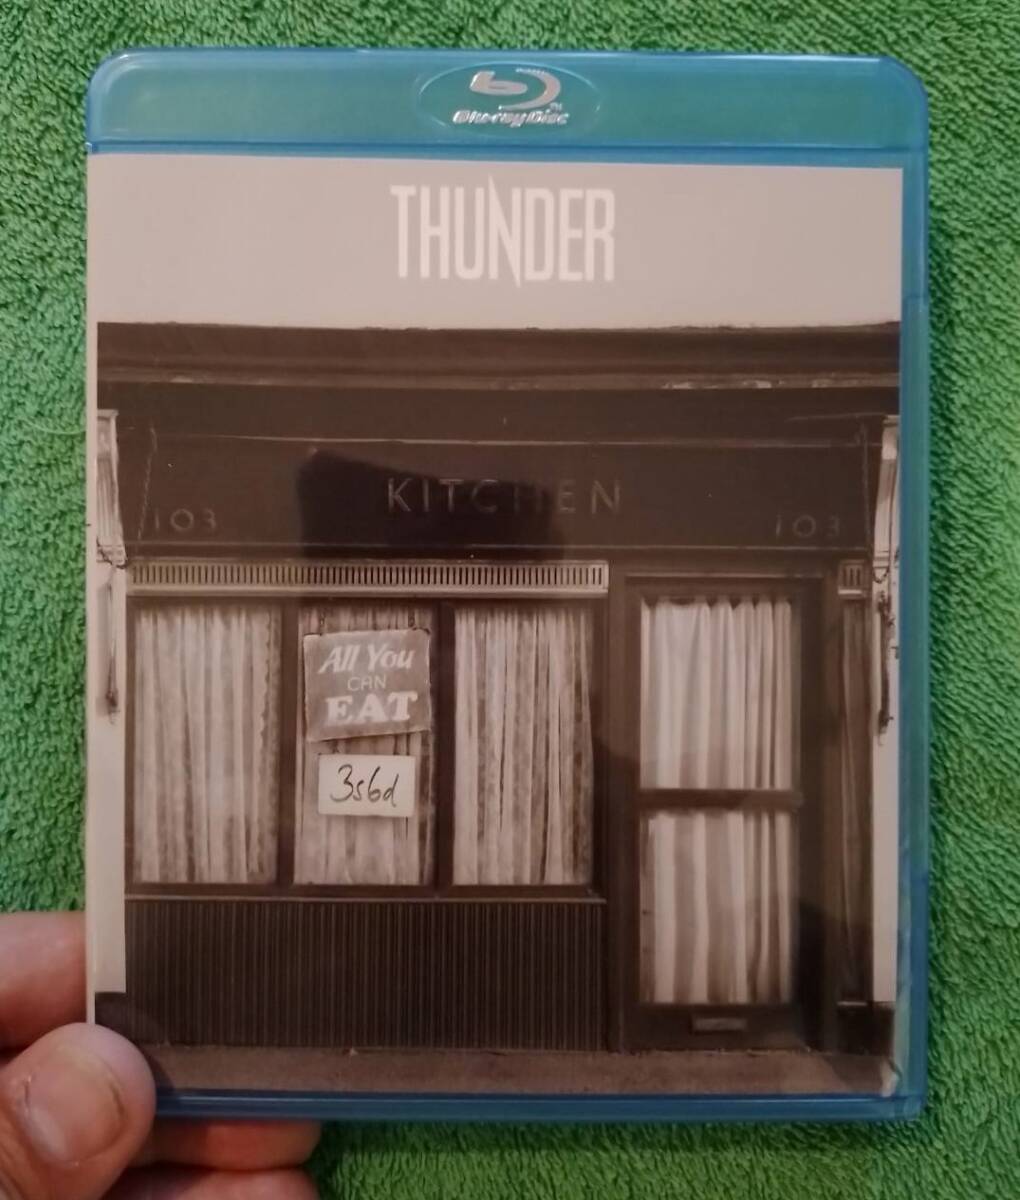 Blu-ray Disc
THUNDER
KITCHEN
103
103
All You
CAN
EAT
3s6d